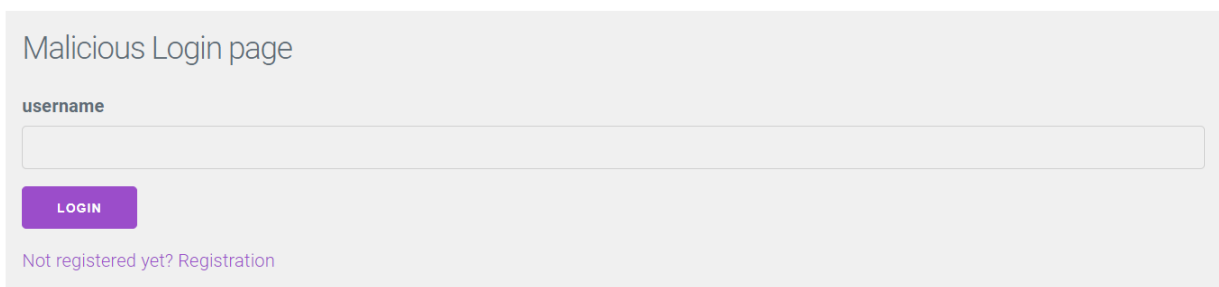 Malicious Login page
username
LOGIN
Not registered yet? Registration